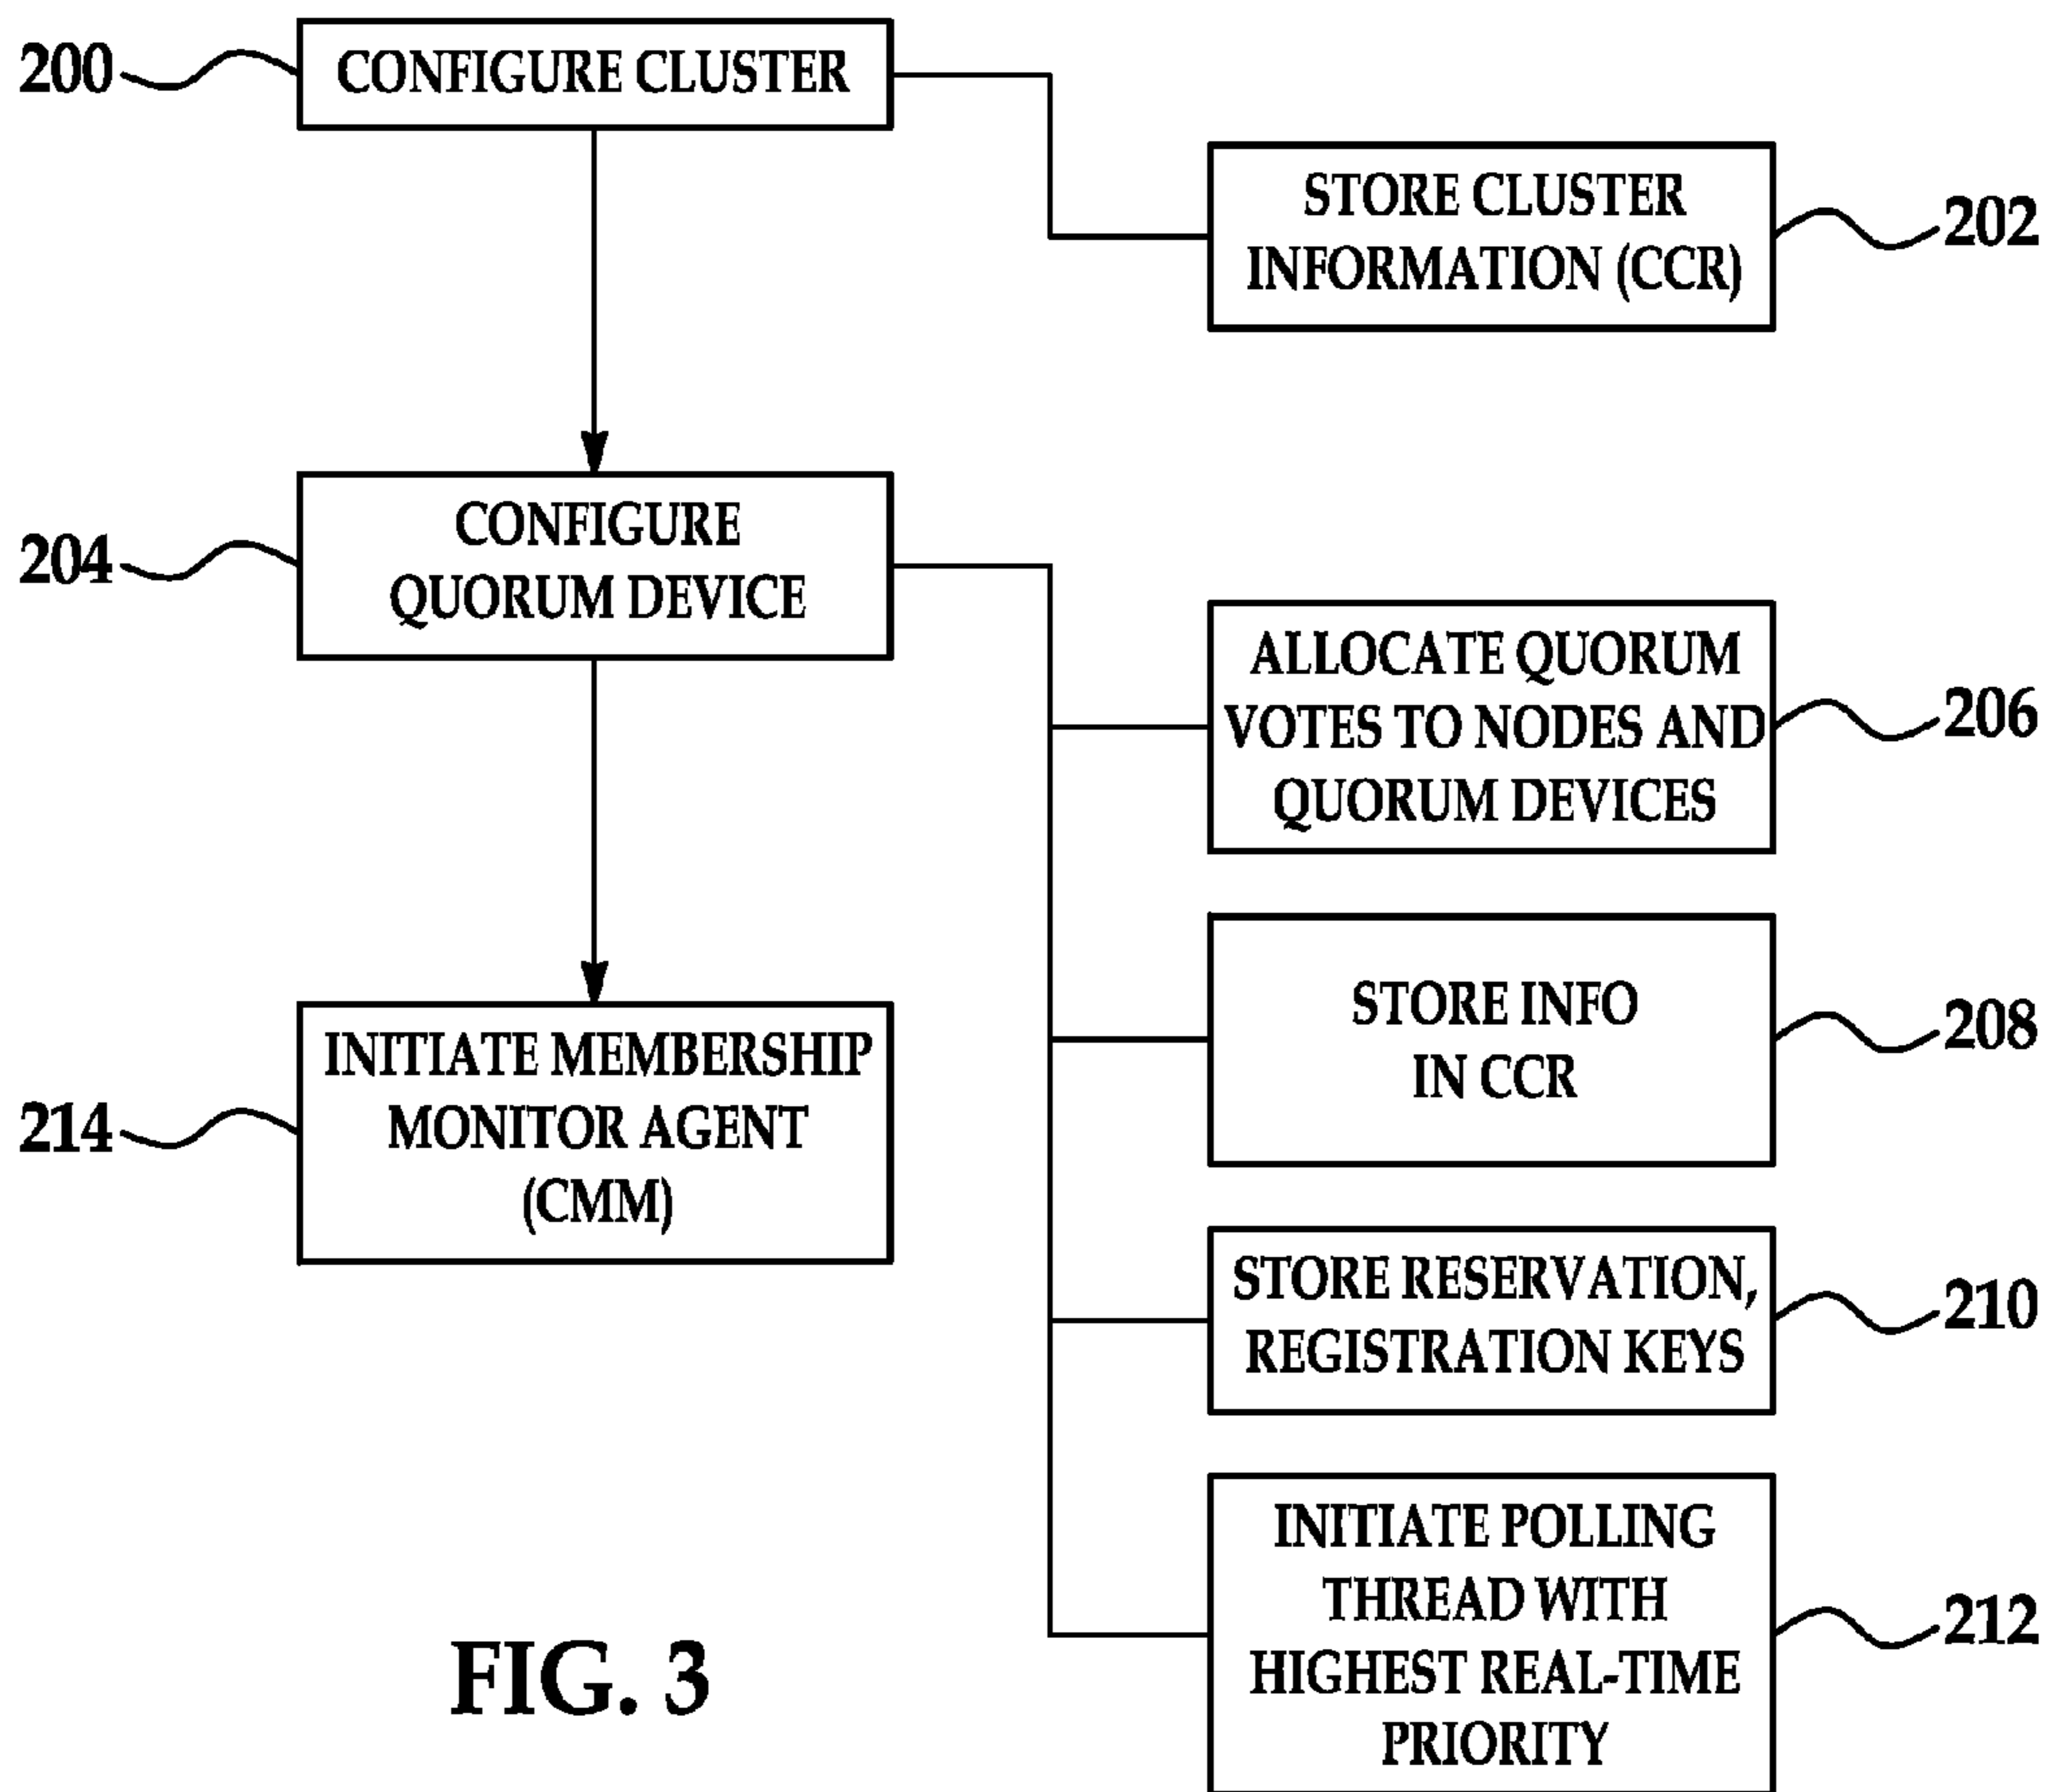 200
CONFIGURE CLUSTER
STORE CLUSTER
INFORMATION (CCR)
202
204
CONFIGURE
QUORUM DEVICE
ALLOCATE QUORUM
VOTES TO NODES AND
QUORUM DEVICES
206
STORE INFO
IN CCR
208
214
INITIATE MEMBERSHIP
MONITOR AGENT
(CMM)
STORE RESERVATION,
REGISTRATION KEYS
210
INITIATE POLLING
THREAD WITH
HIGHEST REAL-TIME
PRIORITY
212
FIG. 3